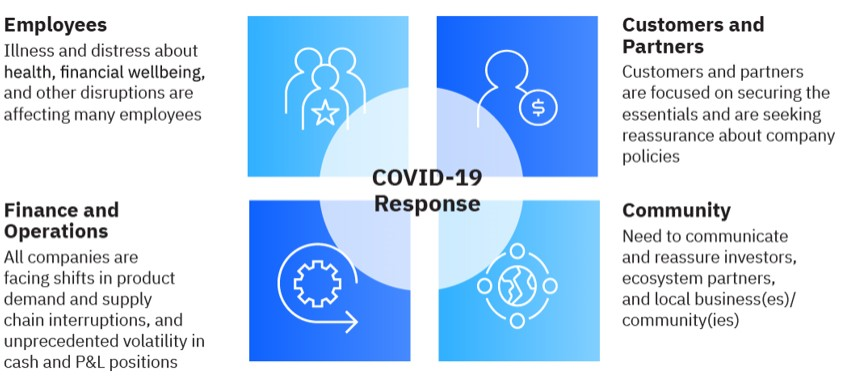 Employees
Illness and distress about
health, financial wellbeing,
and other disruptions are
affecting many employees
Customers and
Partners
Customers and partners
are focused on securing the
essentials and are seeking
reassurance about company
policies
$
COVID-19
Response
Finance and
Operations
All companies are
facing shifts in product
demand and supply
chain interruptions, and
unprecedented volatility in
cash and P&L positions
Community
Need to communicate
and reassure investors,
ecosystem partners,
and local business(es)/
community(ies)